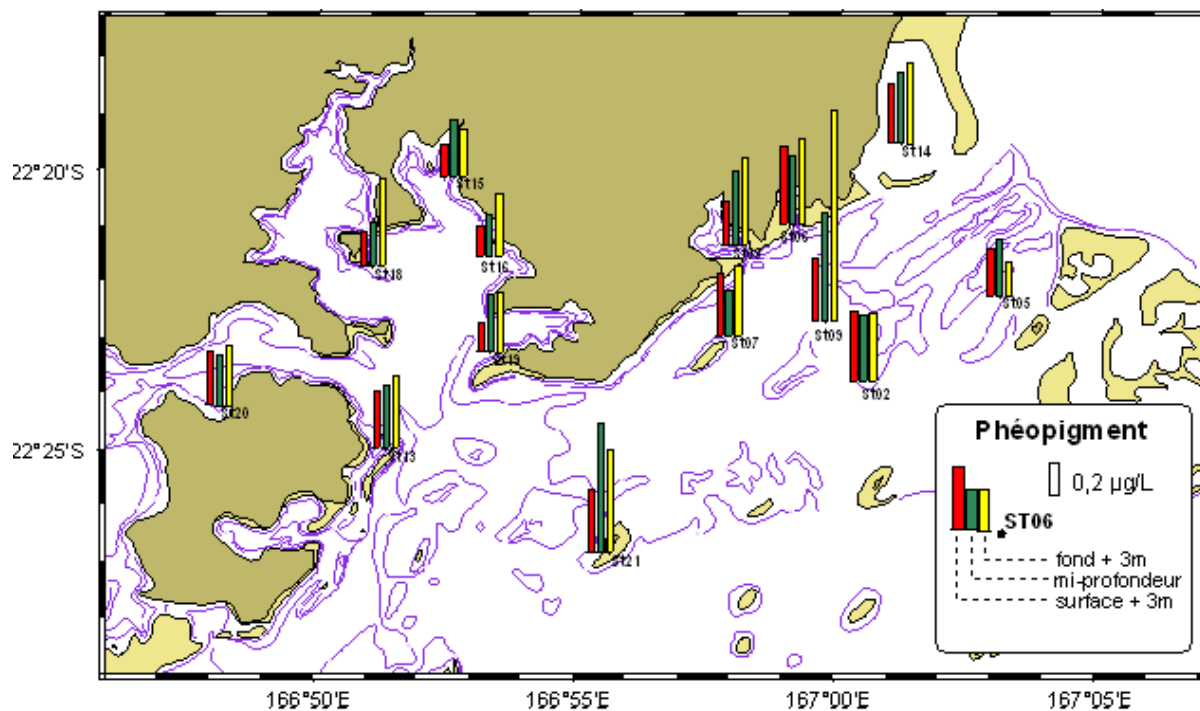 St14
22°20'S
St15
St06
St16
St18
St05
St07
St09
St19
St02
St20
22°25'S
St13
Phéopigment
0,2 µg/L
ST06
St21
fond + 3m
mi-profondeur
surface + 3m
166°50'E
166°55'E
167°00'E
167°05'E